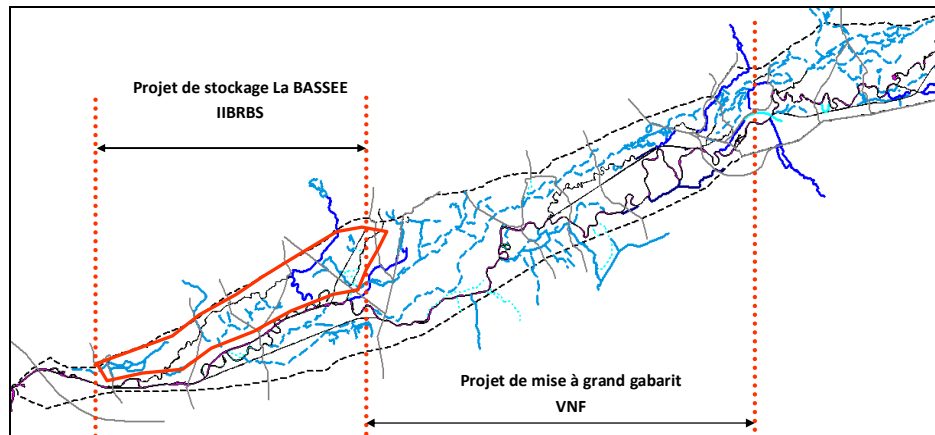 Projet de stockage La BASSEE
IIBRBS
Projet de mise à grand gabarit
VNF